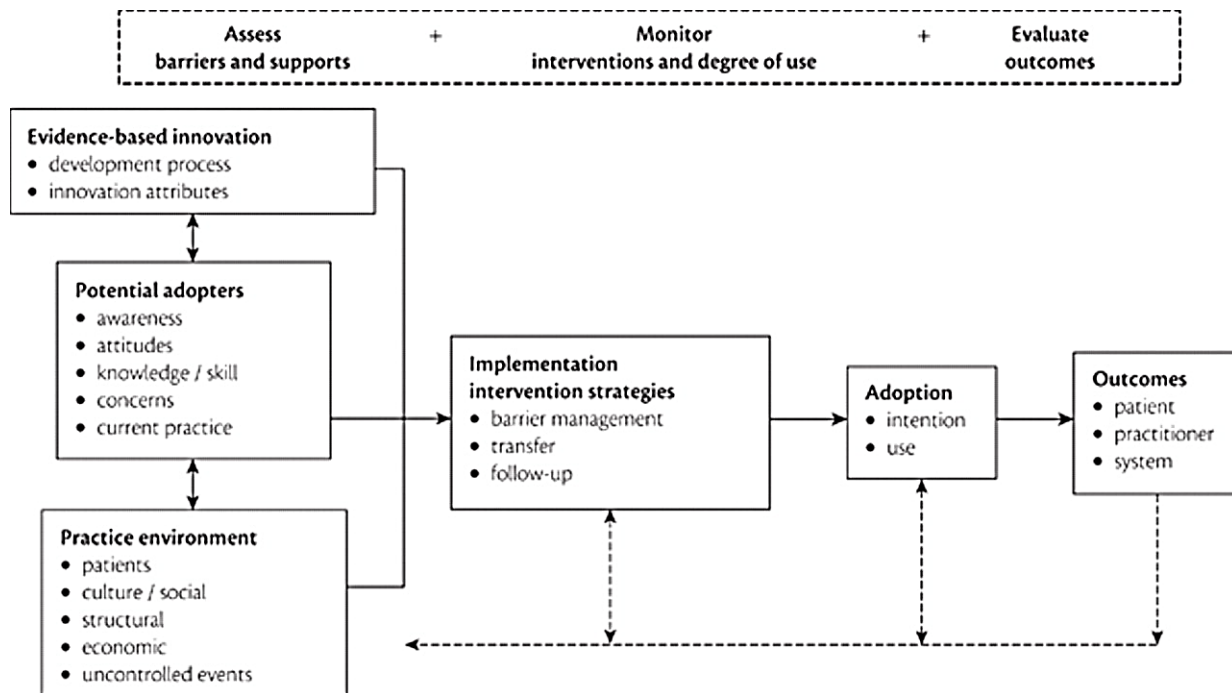 Assess + Monitor + Evaluate
barriers and supports interventions and degree of use outcomes
Evidence-based innovation
• development process
• innovation attributes
Potential adopters
• awareness
• attitudes
• knowledge / skill
• concerns
• current practice
Practice environment
• patients
• culture / social
• structural
• economic
• uncontrolled events
Implementation
intervention strategies
• barrier management
• transfer
• follow-up
Adoption
• intention
• use
Outcomes
• patient
• practitioner
• system